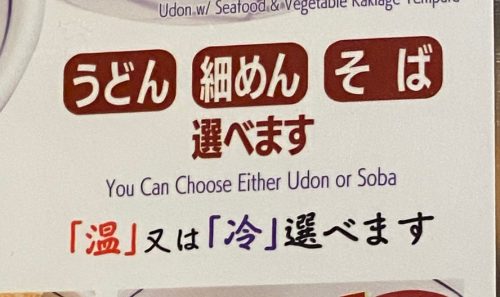 Udon w/ Seafood & Vegetable Kakiage Tempura
うどん 細めん そば
選べます
You Can Choose Either Udon or Soba
「温」又は「冷」選べます